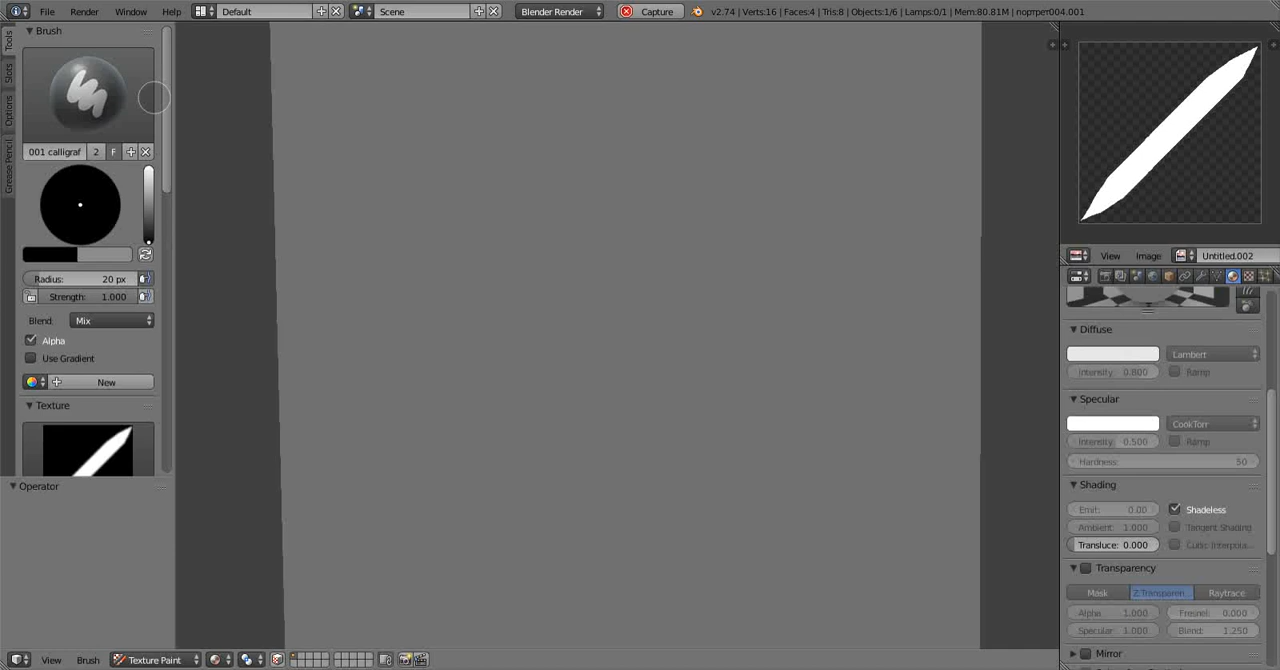 File Render Window Help Default Scene Blender Render Capture v2.74 | Verts:16 | Faces:4 | Tris:8 | Objects:1/6 | Lamps:0/1 | Mem:80.81M | портрет004.001
Tools
Slots
Options
Grease Pencil
Brush
001 calligraf 2 F
Radius: 20 px
Strength: 1.000
Blend: Mix
Alpha
Use Gradient
New
Texture
Operator
View Brush Texture Paint
View Image Untitled.002
Diffuse
Lambert
Intensity: 0.800 Ramp
Specular
CookTorr
Intensity: 0.500 Ramp
Hardness: 50
Shading
Emit: 0.00 Shadeless
Ambient: 1.000 Tangent Shading
Transluce: 0.000 Cubic Interpola...
Transparency
Mask Z Transparen... Raytrace
Alpha: 1.000 Fresnel: 0.000
Specular: 1.000 Blend: 1.250
Mirror